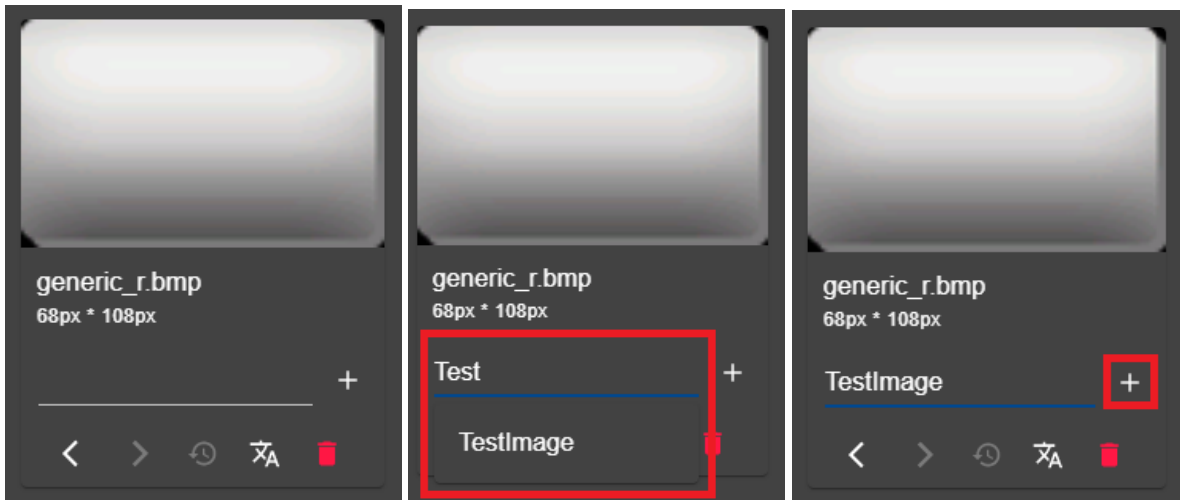 generic_r.bmp
68px * 108px
generic_r.bmp
68px * 108px
Test
TestImage
generic_r.bmp
68px * 108px
TestImage